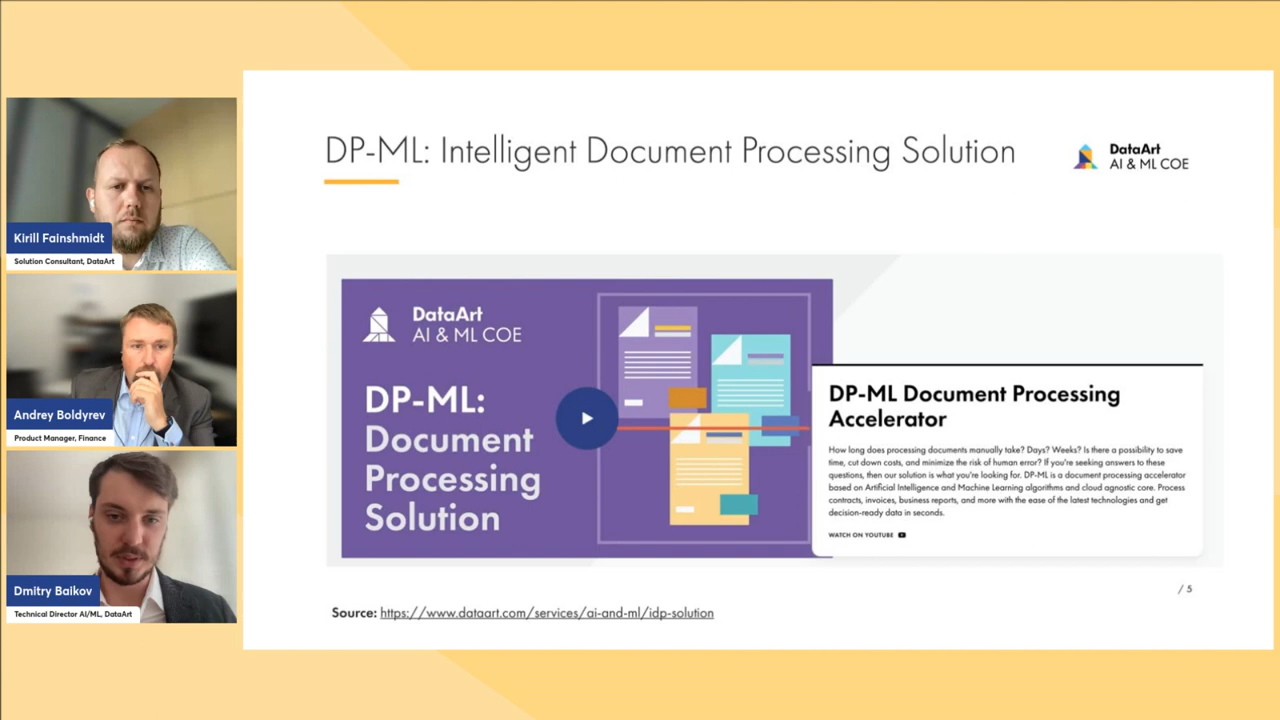 DP-ML: Intelligent Document Processing Solution
DataArt
AI & ML COE
Kirill Fainshmidt
Solution Consultant, DataArt
Andrey Boldyrev
Product Manager, Finance
Dmitry Baikov
Technical Director AI/ML, DataArt
DataArt
AI & ML COE
DP-ML:
Document
Processing
Solution
DP-ML Document Processing
Accelerator
How long does processing documents manually take? Days? Weeks? Is there a possibility to save
time, cut down costs, and minimize the risk of human error? If you're seeking answers to these
questions, then our solution is what you're looking for. DP-ML is a document processing accelerator
based on Artificial Intelligence and Machine Learning algorithms and cloud agnostic core. Process
contracts, invoices, business reports, and more with the ease of the latest technologies and get
decision-ready data in seconds.
WATCH ON YOUTUBE
/ 5
Source: https://www.dataart.com/services/ai-and-ml/idp-solution